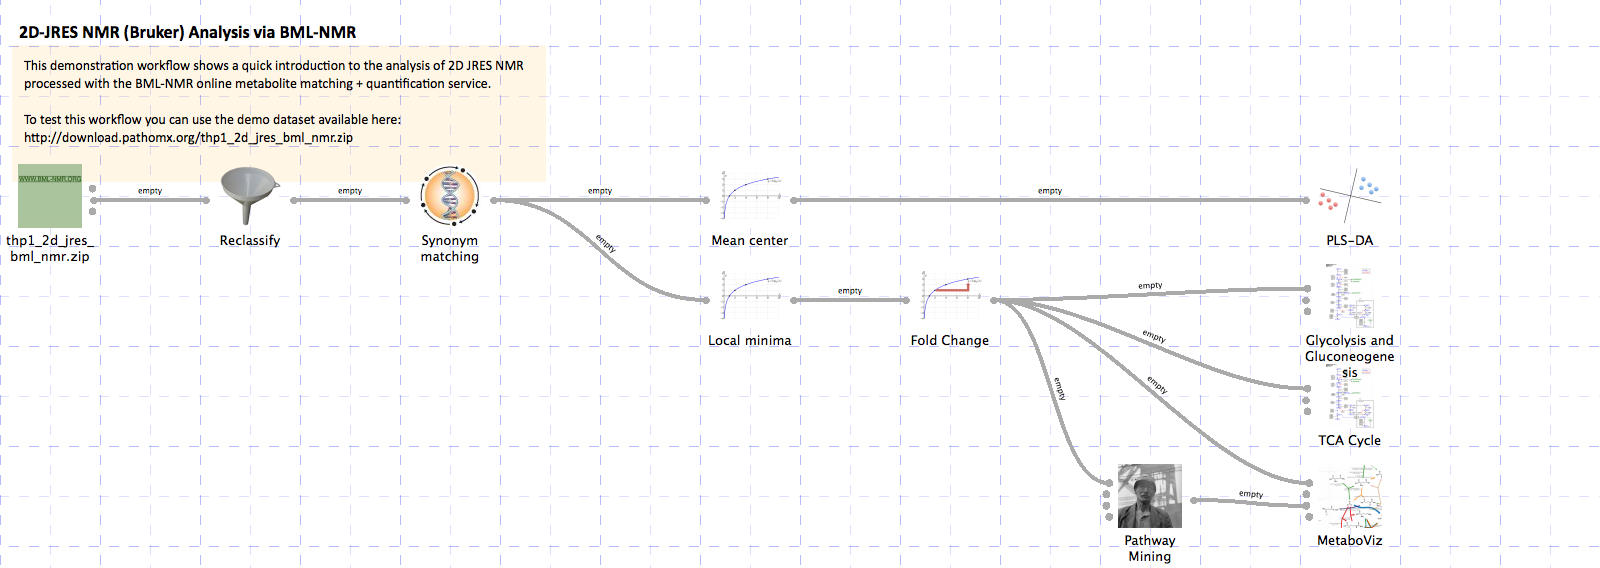 2D-JRES NMR (Bruker) Analysis via BML-NMR
This demonstration workflow shows a quick introduction to the analysis of 2D JRES NMR
processed with the BML-NMR online metabolite matching + quantification service.
To test this workflow you can use the demo dataset available here:
http://download.pathomx.org/thp1_2d_jres_bml_nmr.zip
WWW.BML-NMR.ORG
empty
empty
empty
empty
thp1_2d_jres_
bml_nmr.zip
Reclassify
Synonym
matching
Mean center
PLS-DA
empty
empty
empty
Local minima
Fold Change
Glycolysis and
Gluconeogene
sis
empty
empty
empty
TCA Cycle
empty
Pathway
Mining
MetaboViz